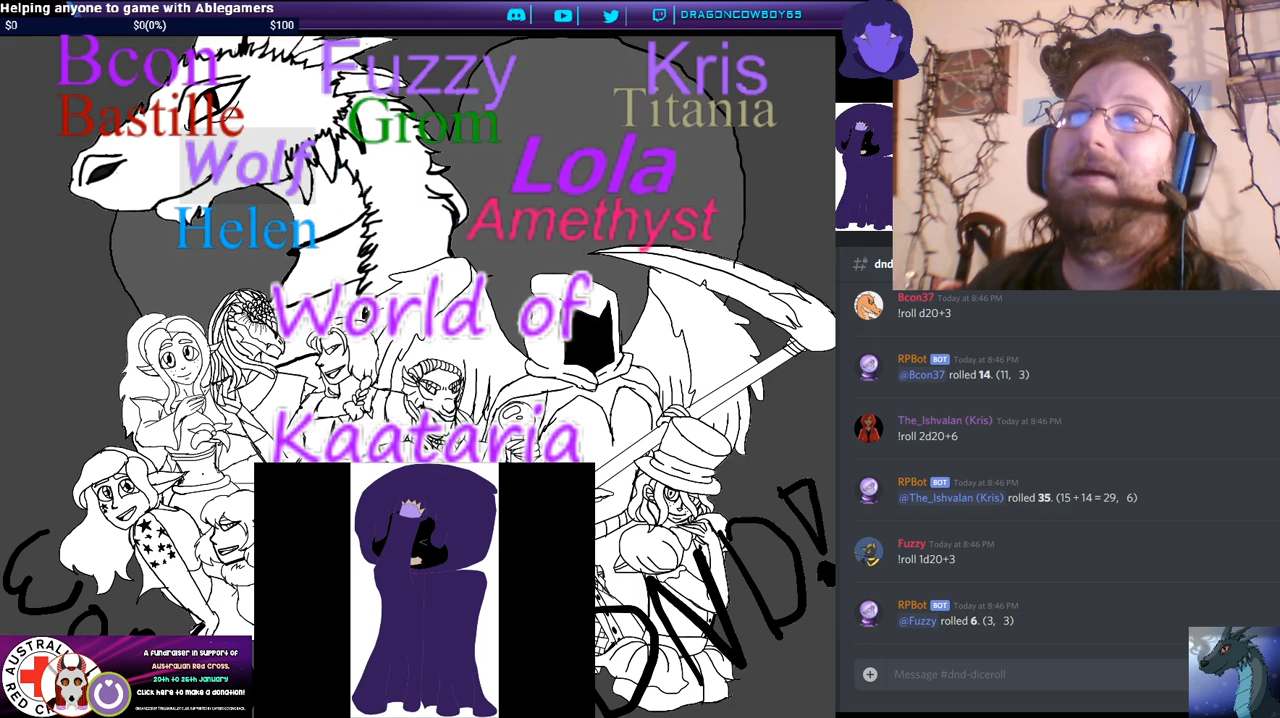 Helping anyone to game with Ablegamers
$0 $0(0%) $100
DRAGONCOWBOY69
Bcon Fuzzy Kris
Bastille Grom Titania
Wolf Lola
Helen Amethyst
World of
Kaataria
DND!
A fundraiser in support of
Australian Red Cross.
20th to 26th January
Click here to make a donation!
AUSTRALIAN
RED CR
# dnd
Bcon37 Today at 8:46 PM
!roll d20+3
RPBot BOT Today at 8:46 PM
@Bcon37 rolled 14. (11, 3)
The_Ishvalan (Kris) Today at 8:46 PM
!roll 2d20+6
RPBot BOT Today at 8:46 PM
@The_Ishvalan (Kris) rolled 35. (15 + 14 = 29, 6)
Fuzzy Today at 8:46 PM
!roll 1d20+3
RPBot BOT Today at 8:46 PM
@Fuzzy rolled 6. (3, 3)
Message #dnd-diceroll